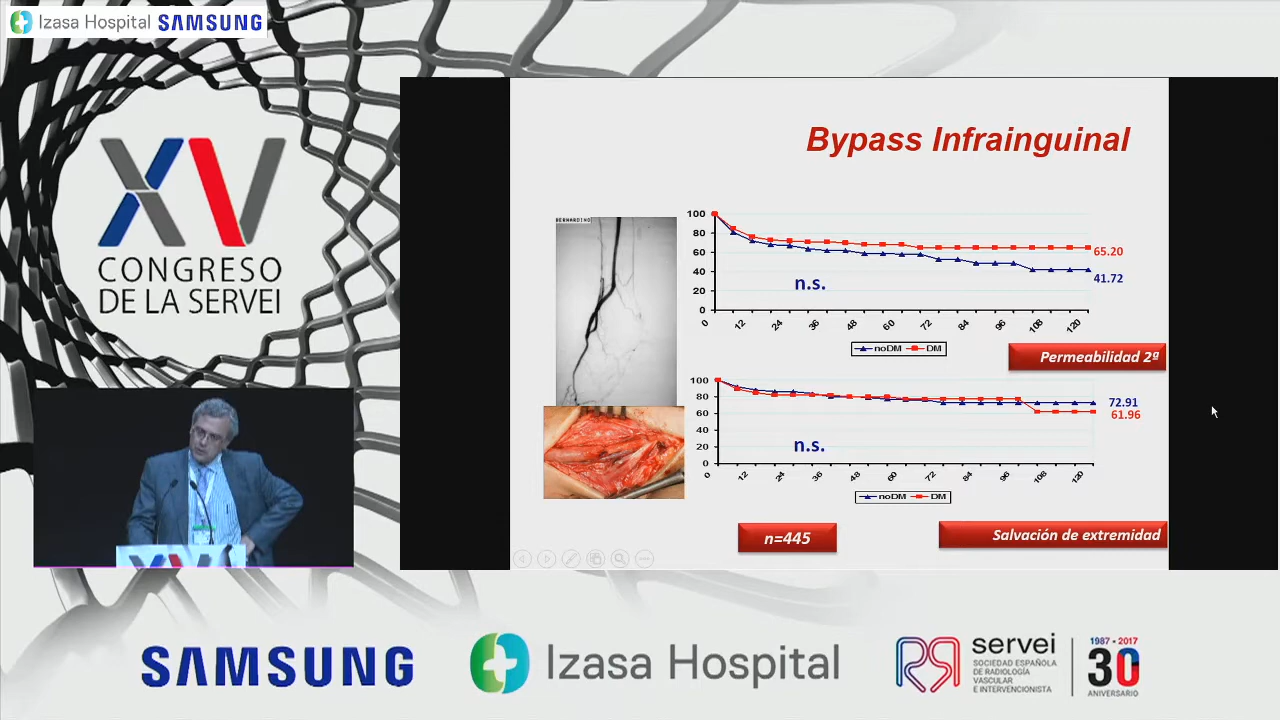 Izasa Hospital SAMSUNG
XV
CONGRESO
DE LA SERVEI
Bypass Infrainguinal
BERNARDINO
100
80
60
40
20
0
65.20
41.72
n.s.
0 12 24 36 48 60 72 84 96 108 120
noDM DM
Permeabilidad 2ª
100
80
60
40
20
0
72.91
61.96
n.s.
0 12 24 36 48 60 72 84 96 108 120
noDM DM
n=445
Salvación de extremidad
XV
SAMSUNG
Izasa Hospital
servei
SOCIEDAD ESPAÑOLA
DE RADIOLOGÍA
VASCULAR
E INTERVENCIONISTA
1987 • 2017
30
ANIVERSARIO